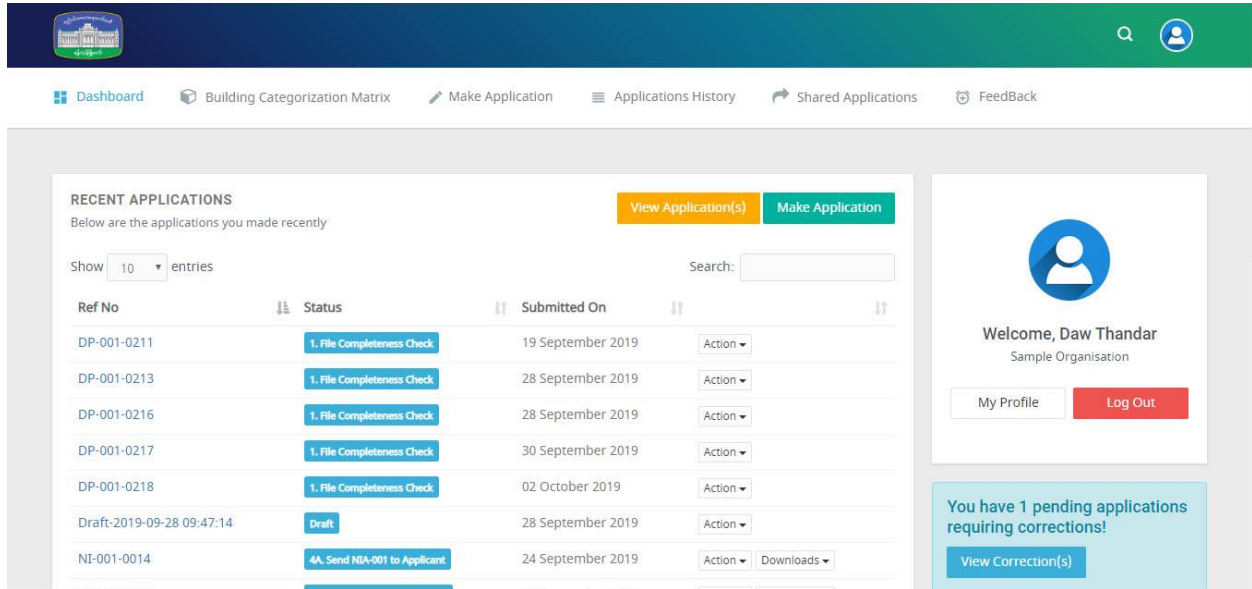 Dashboard Building Categorization Matrix Make Application Applications History Shared Applications FeedBack
RECENT APPLICATIONS
Below are the applications you made recently
View Application(s) Make Application
Show 10 entries Search:
Ref No Status Submitted On
DP-001-0211 1. File Completeness Check 19 September 2019 Action
DP-001-0213 1. File Completeness Check 28 September 2019 Action
DP-001-0216 1. File Completeness Check 28 September 2019 Action
DP-001-0217 1. File Completeness Check 30 September 2019 Action
DP-001-0218 1. File Completeness Check 02 October 2019 Action
Draft-2019-09-28 09:47:14 Draft 28 September 2019 Action
NI-001-0014 4A. Send NIA-001 to Applicant 24 September 2019 Action Downloads
Welcome, Daw Thandar
Sample Organisation
My Profile Log Out
You have 1 pending applications
requiring corrections!
View Correction(s)